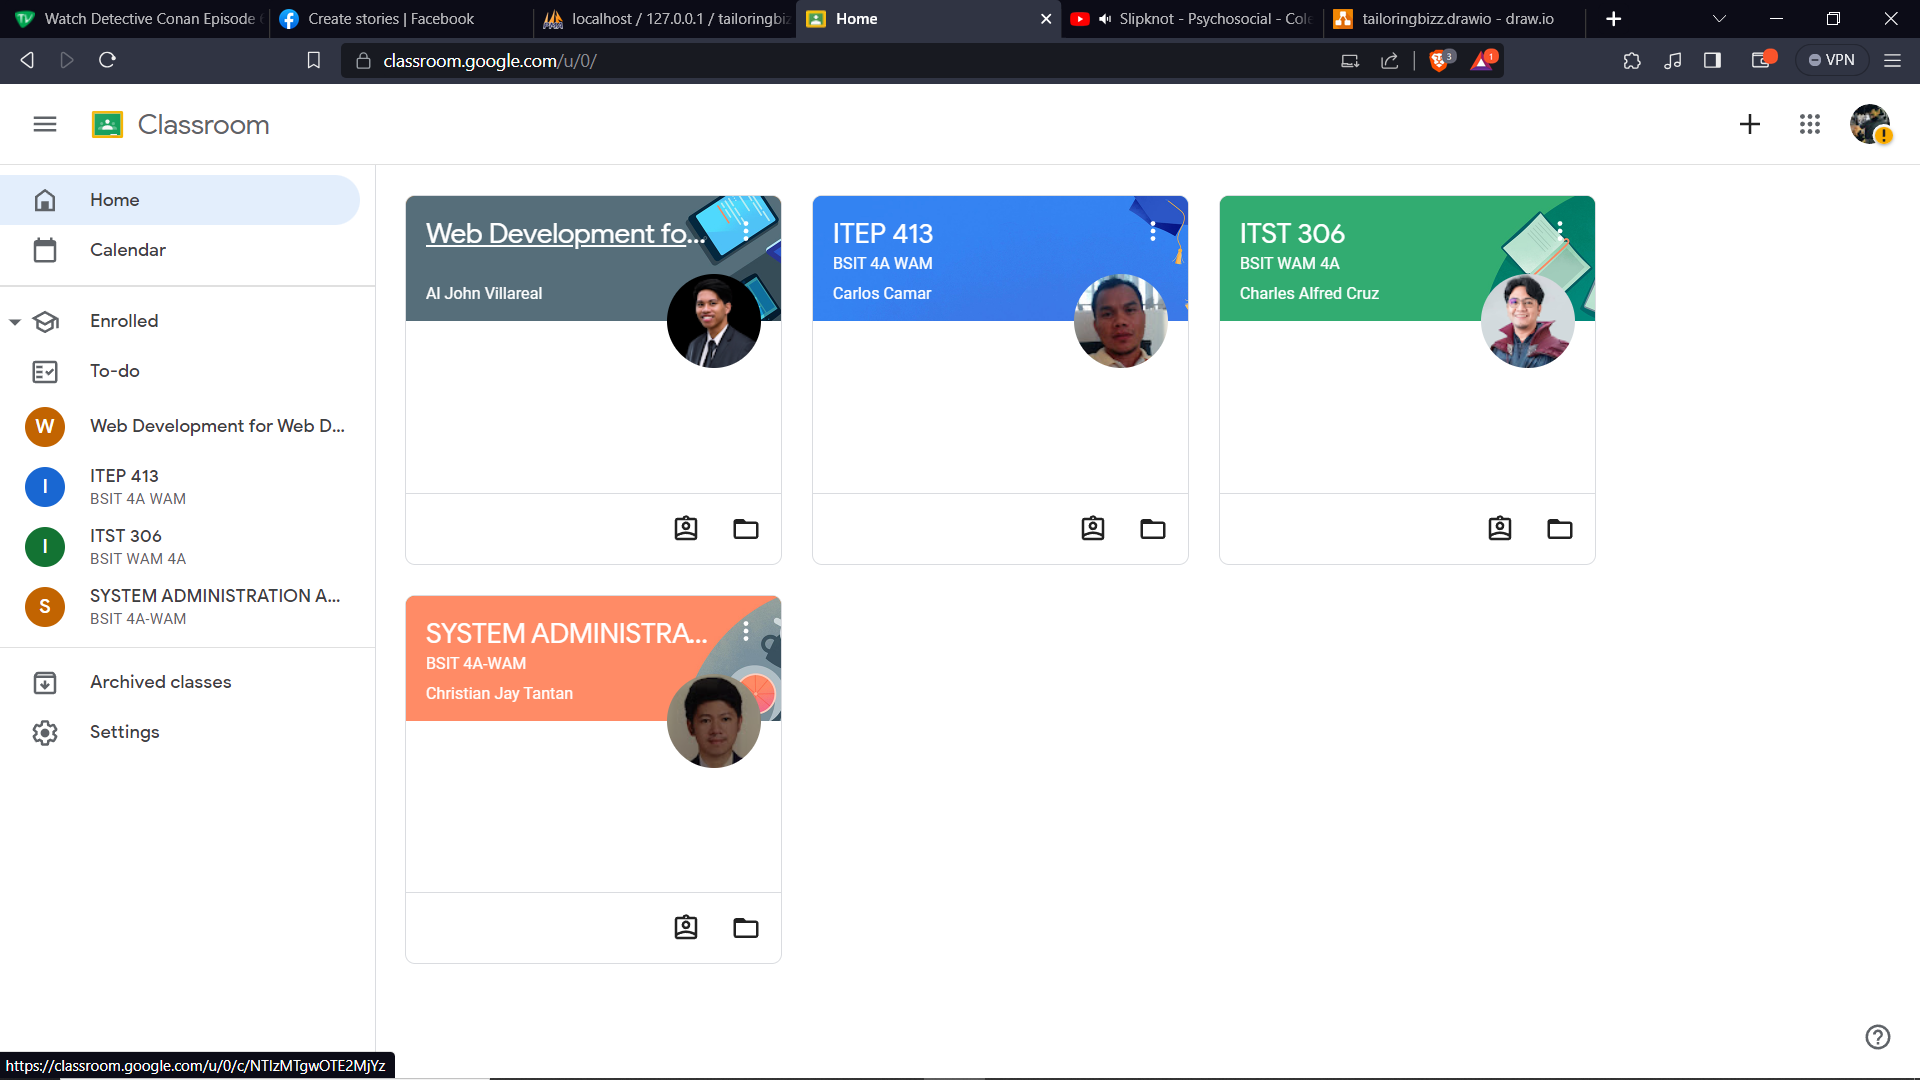 Watch Detective Conan Episode
Create stories | Facebook
localhost / 127.0.0.1 / tailoringbiz
Home
Slipknot - Psychosocial - Col
tailoringbizz.drawio - draw.io
classroom.google.com/u/0/
3
1
VPN
Classroom
Home
Calendar
Enrolled
To-do
W
Web Development for Web D...
I
ITEP 413
BSIT 4A WAM
I
ITST 306
BSIT WAM 4A
S
SYSTEM ADMINISTRATION A...
BSIT 4A-WAM
Archived classes
Settings
Web Development fo...
Al John Villareal
ITEP 413
BSIT 4A WAM
Carlos Camar
ITST 306
BSIT WAM 4A
Charles Alfred Cruz
SYSTEM ADMINISTRA...
BSIT 4A-WAM
Christian Jay Tantan
https://classroom.google.com/u/0/c/NTIzMTgwOTE2MjYz